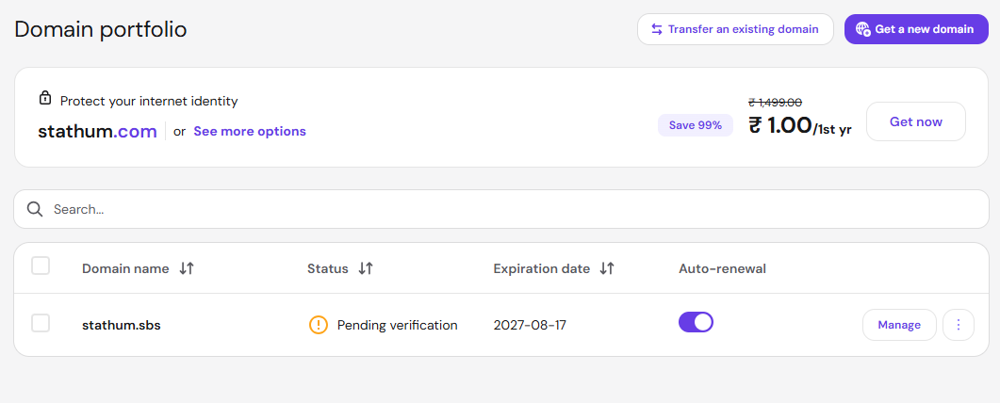 Domain portfolio
Transfer an existing domain
Get a new domain
Protect your internet identity
stathum.com or See more options
Save 99%
₹ 1,499.00
₹ 1.00/1st yr
Get now
Search...
Domain name Status Expiration date Auto-renewal
stathum.sbs Pending verification 2027-08-17 Manage